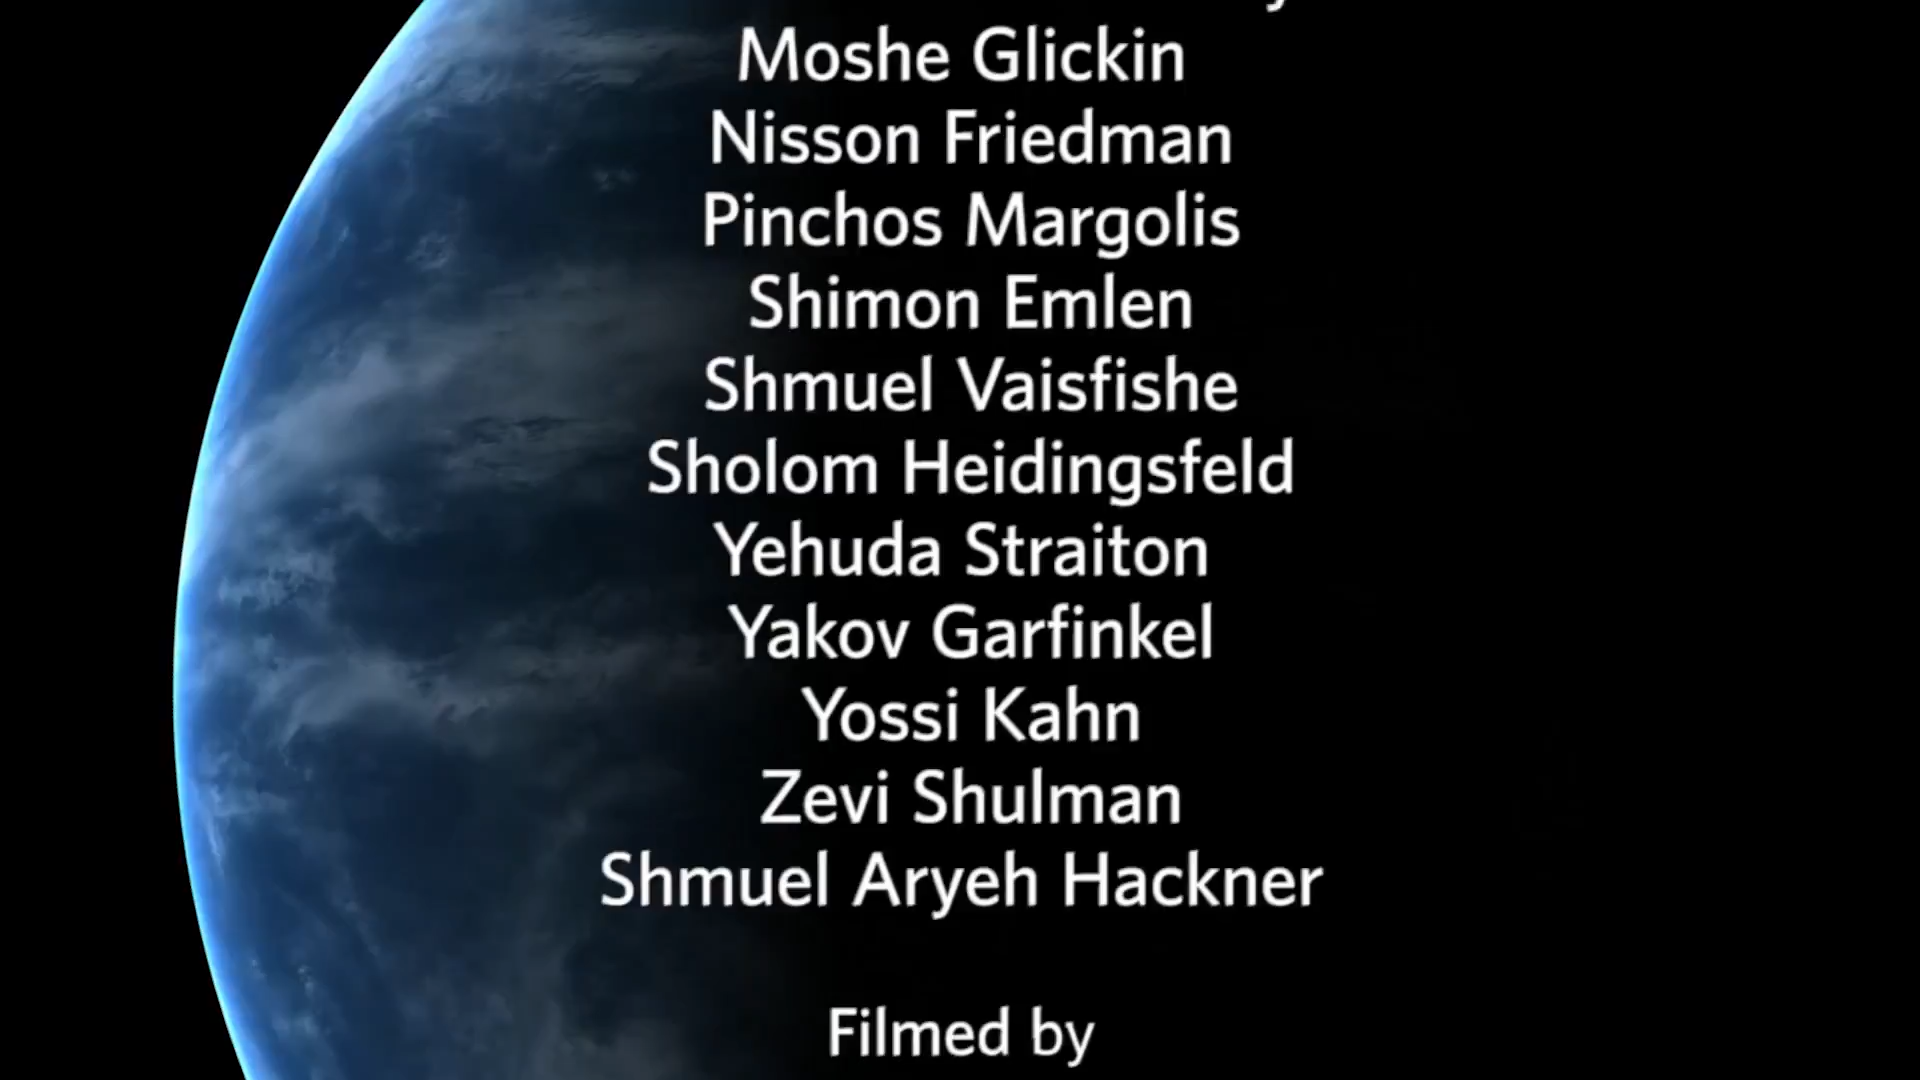 Moshe Glickin
Nisson Friedman
Pinchos Margolis
Shimon Emlen
Shmuel Vaisfishe
Sholom Heidingsfeld
Yehuda Straiton
Yakov Garfinkel
Yossi Kahn
Zevi Shulman
Shmuel Aryeh Hackner
Filmed by